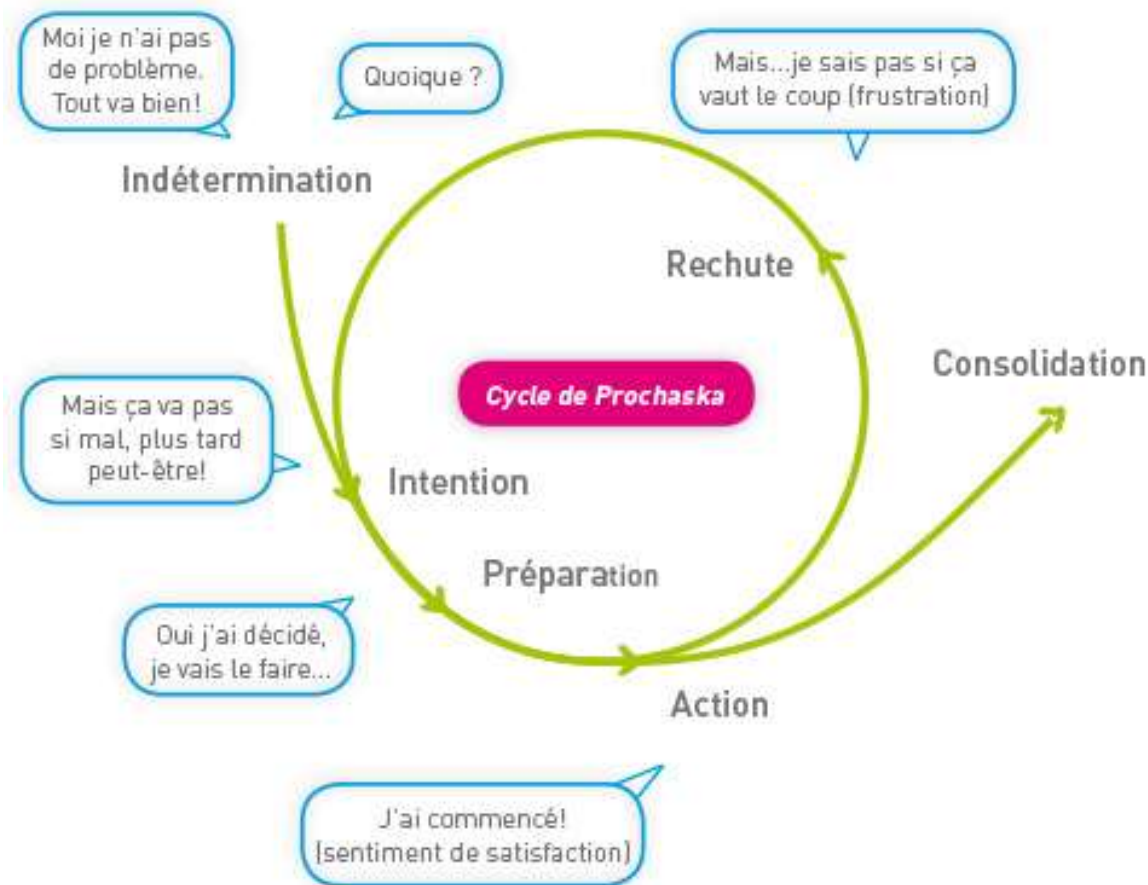 Moi je n'ai pas
de problème.
Tout va bien!
Quoique ?
Mais...je sais pas si ça
vaut le coup (frustration)
Indétermination
Rechute
Consolidation
Cycle de Prochaska
Mais ça va pas
si mal, plus tard
peut-être!
Intention
Préparation
Oui j'ai décidé,
je vais le faire...
Action
J'ai commencé!
(sentiment de satisfaction)